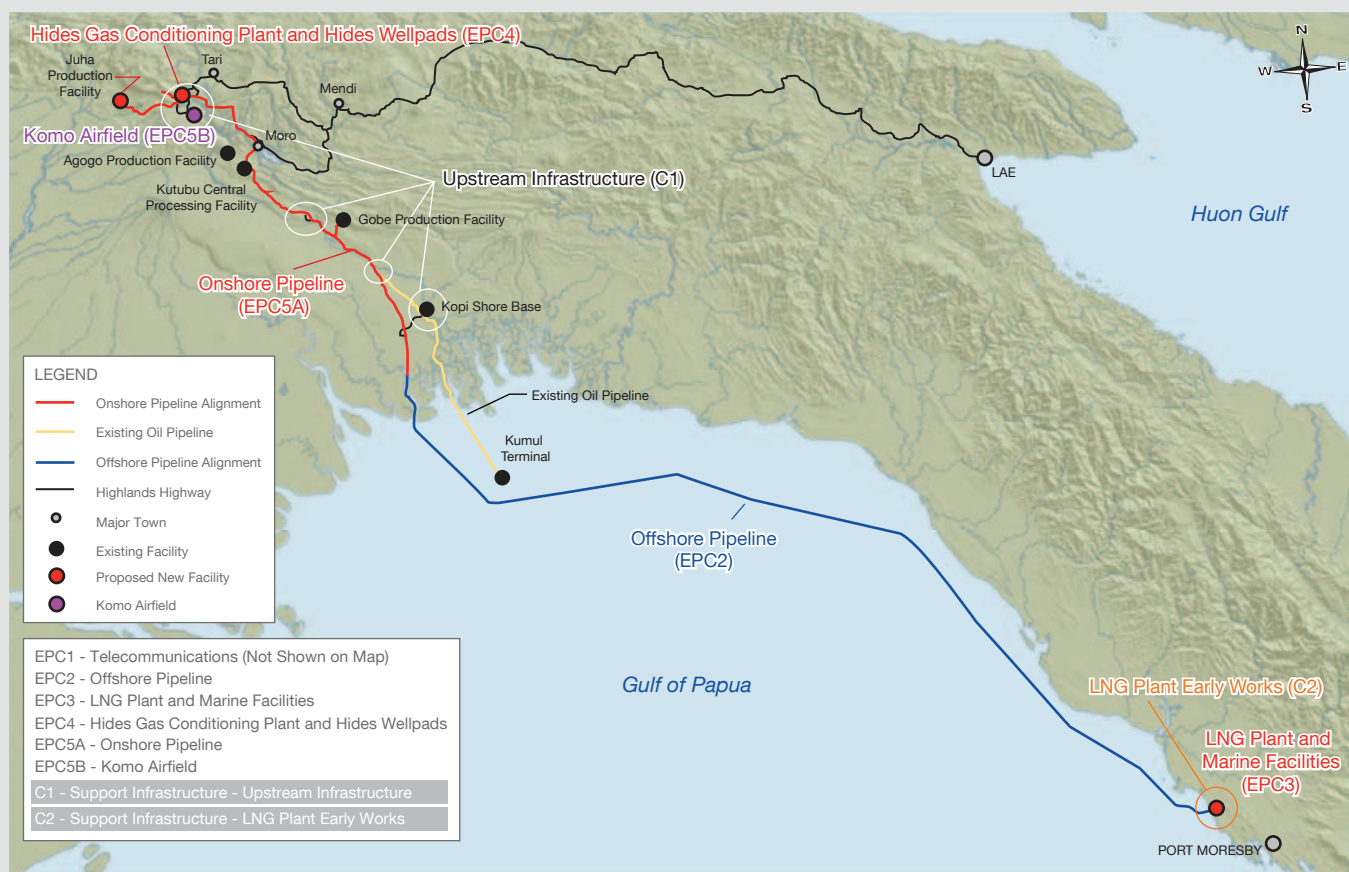 Hides Gas Conditioning Plant and Hides Wellpads (EPC4)
Juha
Production
Facility
Tari
Mendi
N
W
E
S
Komo Airfield (EPC5B)
Moro
Agogo Production Facility
Kutubu Central
Processing Facility
Upstream Infrastructure (C1)
LAE
Huon Gulf
Gobe Production Facility
Onshore Pipeline
(EPC5A)
Kopi Shore Base
LEGEND
Onshore Pipeline Alignment
Existing Oil Pipeline
Offshore Pipeline Alignment
Highlands Highway
Major Town
Existing Facility
Proposed New Facility
Komo Airfield
Existing Oil Pipeline
Kumul
Terminal
Offshore Pipeline
(EPC2)
Gulf of Papua
EPC1 - Telecommunications (Not Shown on Map)
EPC2 - Offshore Pipeline
EPC3 - LNG Plant and Marine Facilities
EPC4 - Hides Gas Conditioning Plant and Hides Wellpads
EPC5A - Onshore Pipeline
EPC5B - Komo Airfield
C1 - Support Infrastructure - Upstream Infrastructure
C2 - Support Infrastructure - LNG Plant Early Works
LNG Plant Early Works (C2)
LNG Plant and
Marine Facilities
(EPC3)
PORT MORESBY